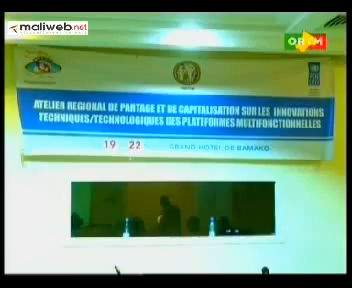 maliweb.net
ORTM
ATELIER REGIONAL DE PARTAGE ET DE CAPITALISATION SUR LES INNOVATIONS
TECHNIQUES/TECHNOLOGIQUES DES PLATEFORMES MULTIFONCTIONNELLES
19 22 GRAND HOTEL DE BAMAKO